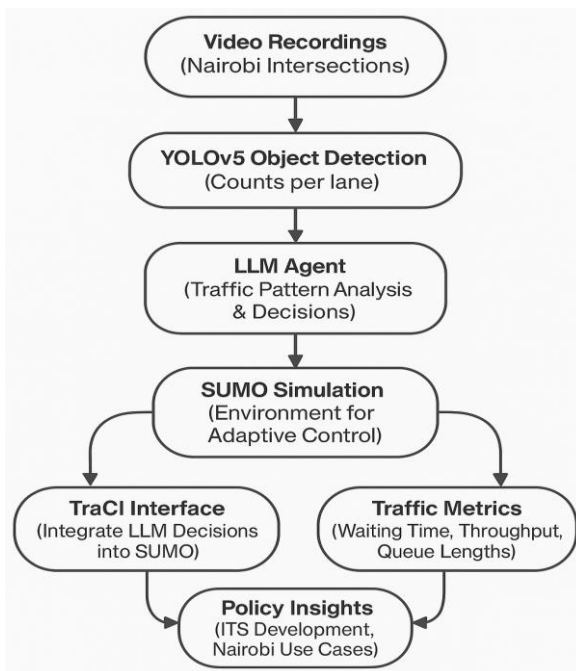 Video Recordings
(Nairobi Intersections)
YOLOv5 Object Detection
(Counts per lane)
LLM Agent
(Traffic Pattern Analysis
& Decisions)
SUMO Simulation
(Environment for
Adaptive Control)
TraCI Interface
(Integrate LLM Decisions
into SUMO)
Traffic Metrics
(Waiting Time, Throughput,
Queue Lengths)
Policy Insights
(ITS Development,
Nairobi Use Cases)